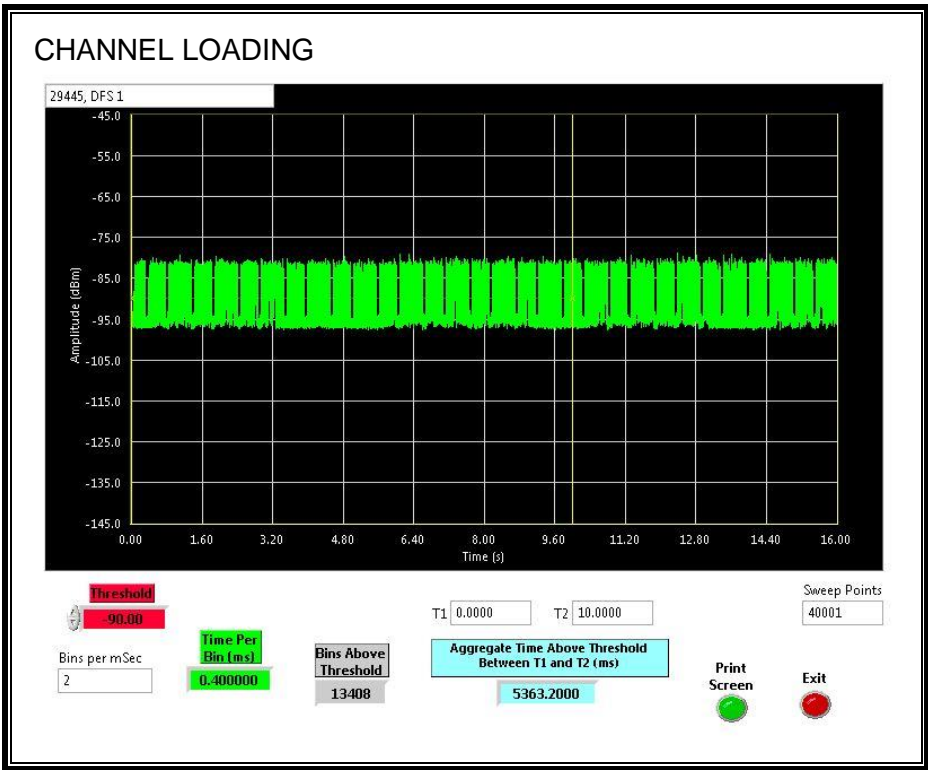 CHANNEL LOADING
29445, DFS 1
-45.0
-55.0
-65.0
-75.0
-85.0
-95.0
-105.0
-115.0
-125.0
-135.0
-145.0
Amplitude (dBm)
0.00 1.60 3.20 4.80 6.40 8.00 9.60 11.20 12.80 14.40 16.00
Time (s)
Threshold
-90.00
Bins per mSec
2
Time Per
Bin (ms)
0.400000
Bins Above
Threshold
13408
T1 0.0000 T2 10.0000
Aggregate Time Above Threshold
Between T1 and T2 (ms)
5363.2000
Sweep Points
40001
Print
Screen
Exit